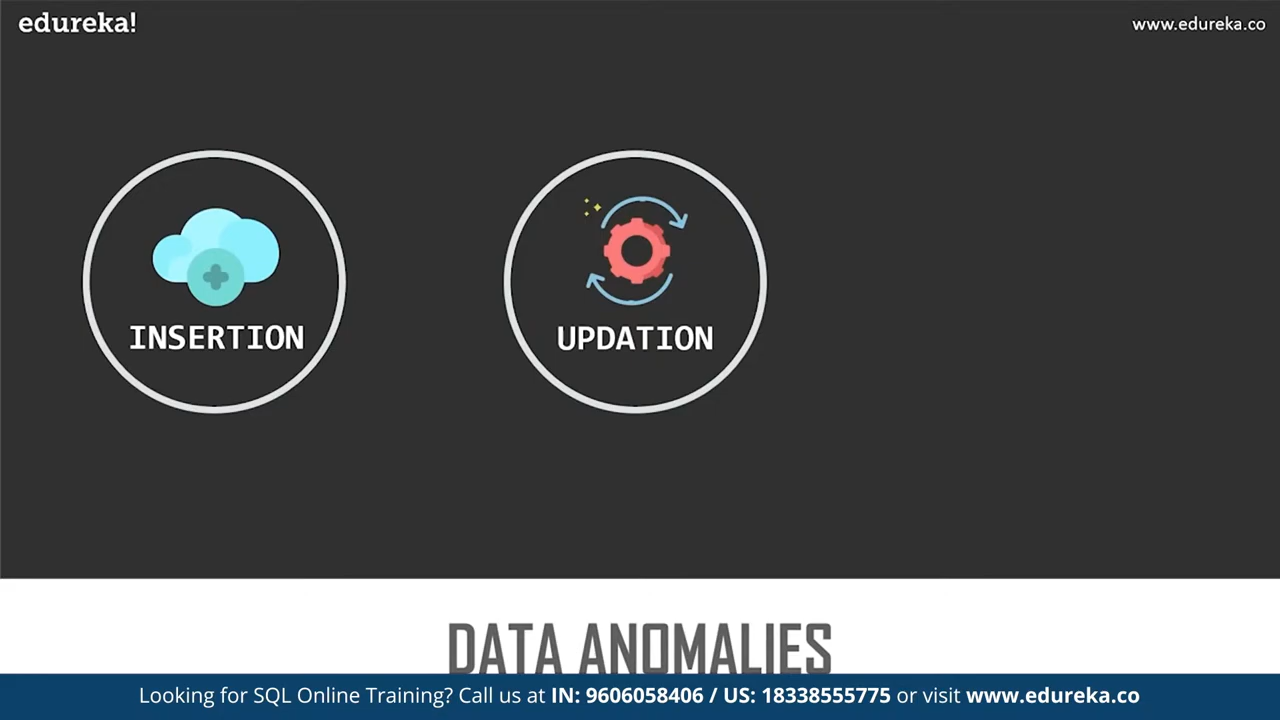 edureka!
www.edureka.co
INSERTION
UPDATION
DATA ANOMALIES
Looking for SQL Online Training? Call us at IN: 9606058406 / US: 18338555775 or visit www.edureka.co